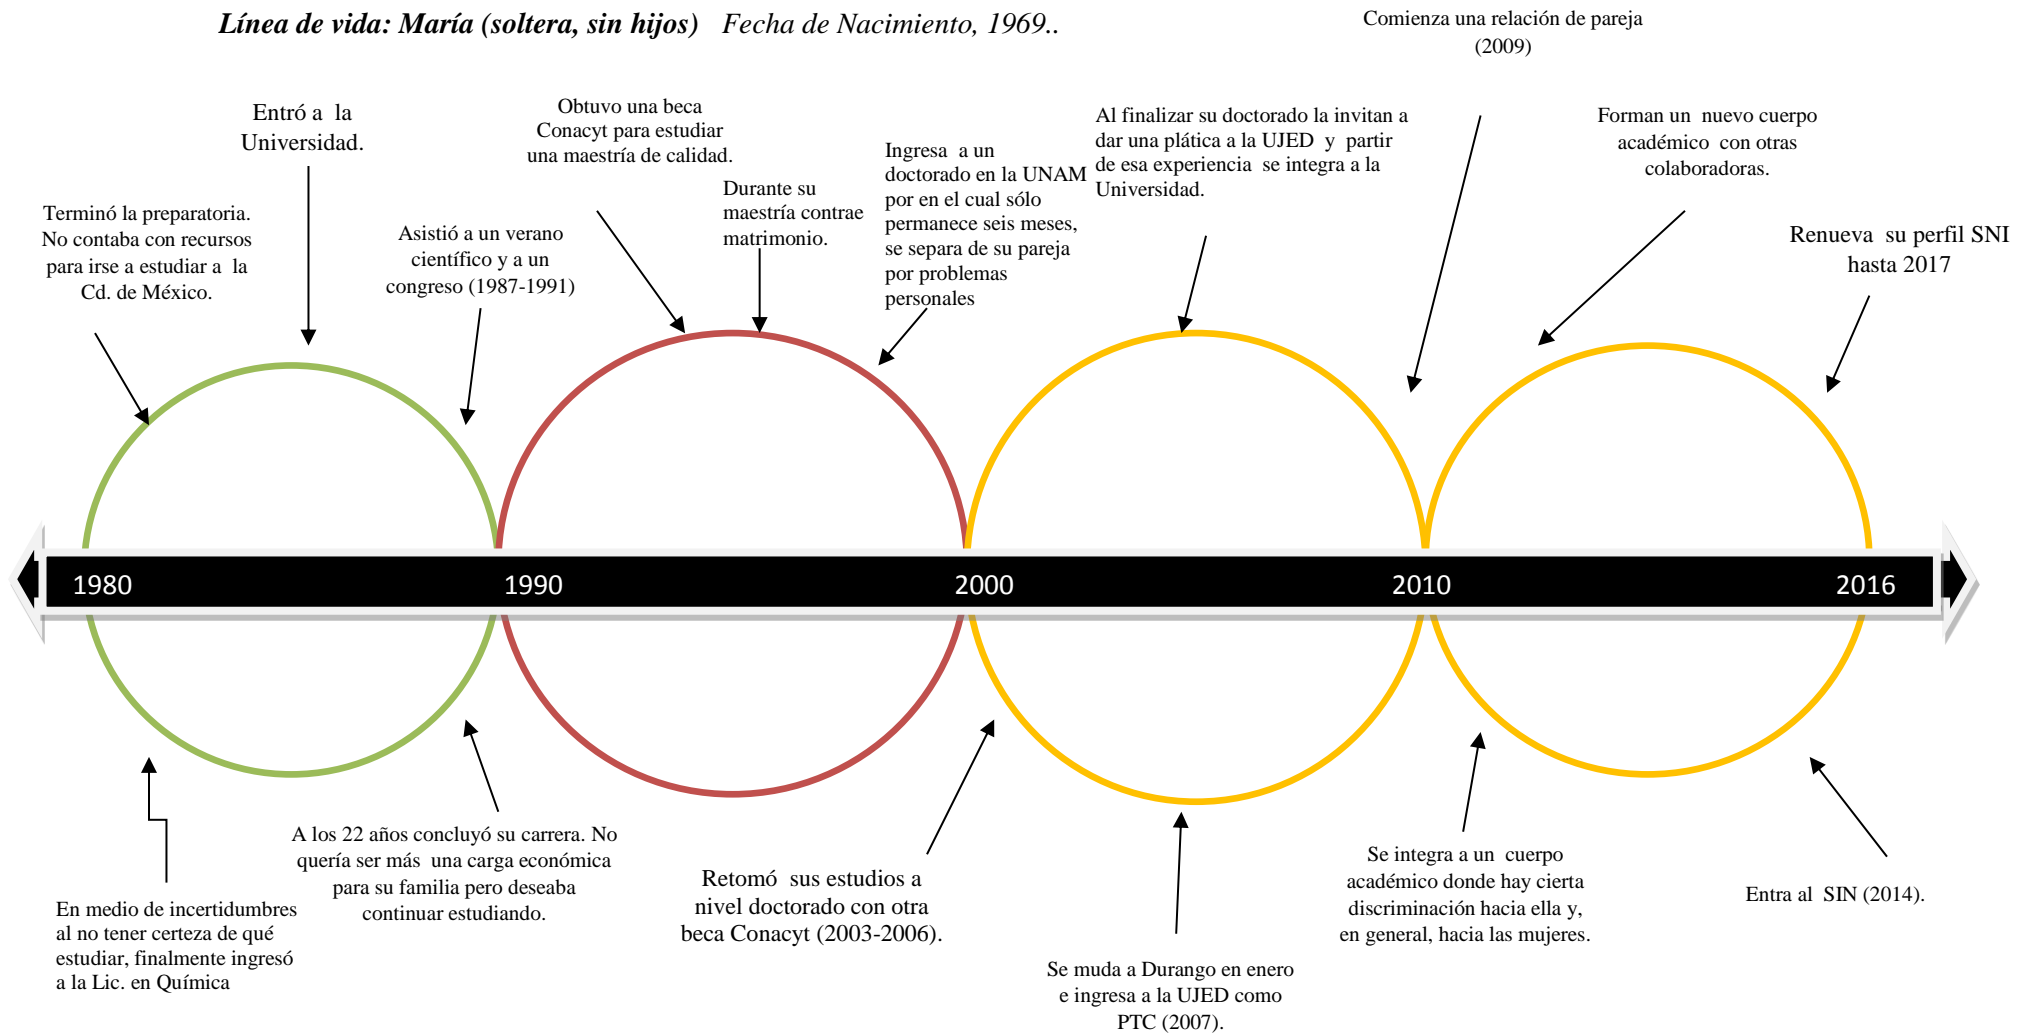 Línea de vida: María (soltera, sin hijos) Fecha de Nacimiento, 1969..
Comienza una relación de pareja
(2009)
Entró a la
Universidad.
Obtuvo una beca
Conacyt para estudiar
una maestría de calidad.
Al finalizar su doctorado la invitan a
dar una plática a la UJED y partir
de esa experiencia se integra a la
Universidad.
Forman un nuevo cuerpo
académico con otras
colaboradoras.
Terminó la preparatoria.
No contaba con recursos
para irse a estudiar a la
Cd. de México.
Asistió a un verano
científico y a un
congreso (1987-1991)
Durante su
maestría contrae
matrimonio.
Ingresa a un
doctorado en la UNAM
por en el cual sólo
permanece seis meses,
se separa de su pareja
por problemas
personales
Renueva su perfil SNI
hasta 2017
1980
1990
2000
2010
2016
En medio de incertidumbres
al no tener certeza de qué
estudiar, finalmente ingresó
a la Lic. en Química
A los 22 años concluyó su carrera. No
quería ser más una carga económica
para su familia pero deseaba
continuar estudiando.
Retomó sus estudios a
nivel doctorado con otra
beca Conacyt (2003-2006).
Se muda a Durango en enero
e ingresa a la UJED como
PTC (2007).
Se integra a un cuerpo
académico donde hay cierta
discriminación hacia ella y,
en general, hacia las mujeres.
Entra al SIN (2014).